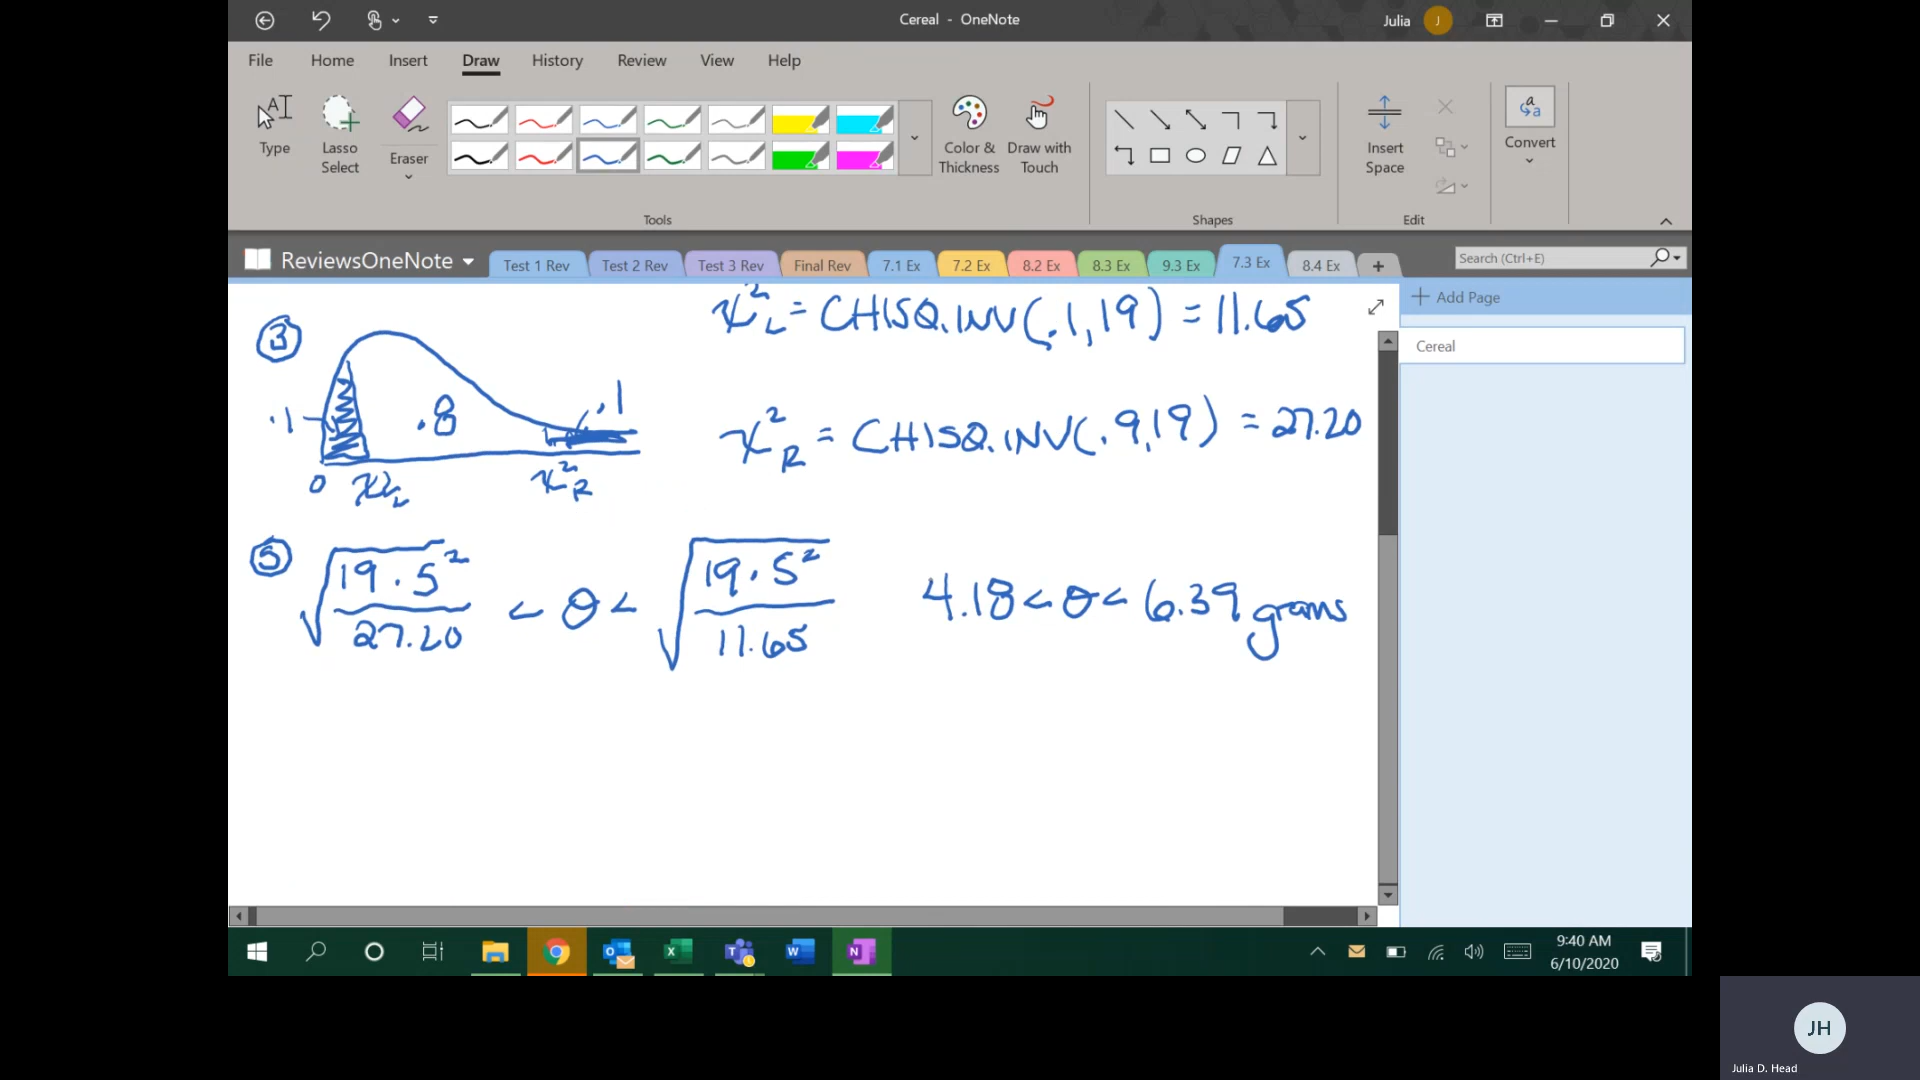 Cereal - OneNote
Julia
J
File Home Insert Draw History Review View Help
Type
Lasso Select
Eraser
Color & Thickness
Draw with Touch
Insert Space
Convert
Tools
Shapes
Edit
ReviewsOneNote
Test 1 Rev Test 2 Rev Test 3 Rev Final Rev 7.1 Ex 7.2 Ex 8.2 Ex 8.3 Ex 9.3 Ex 7.3 Ex 8.4 Ex +
Search (Ctrl+E)
Add Page
Cereal
③
χ²L = CHISQ.INV(.1,19) = 11.65
.1 .8 .1
0 χ²L χ²R
χ²R = CHISQ.INV(.9,19) = 27.20
⑤ √(19·5²/27.20) < σ < √(19·5²/11.65) 4.18 < σ < 6.39 grams
9:40 AM
6/10/2020
JH
Julia D. Head